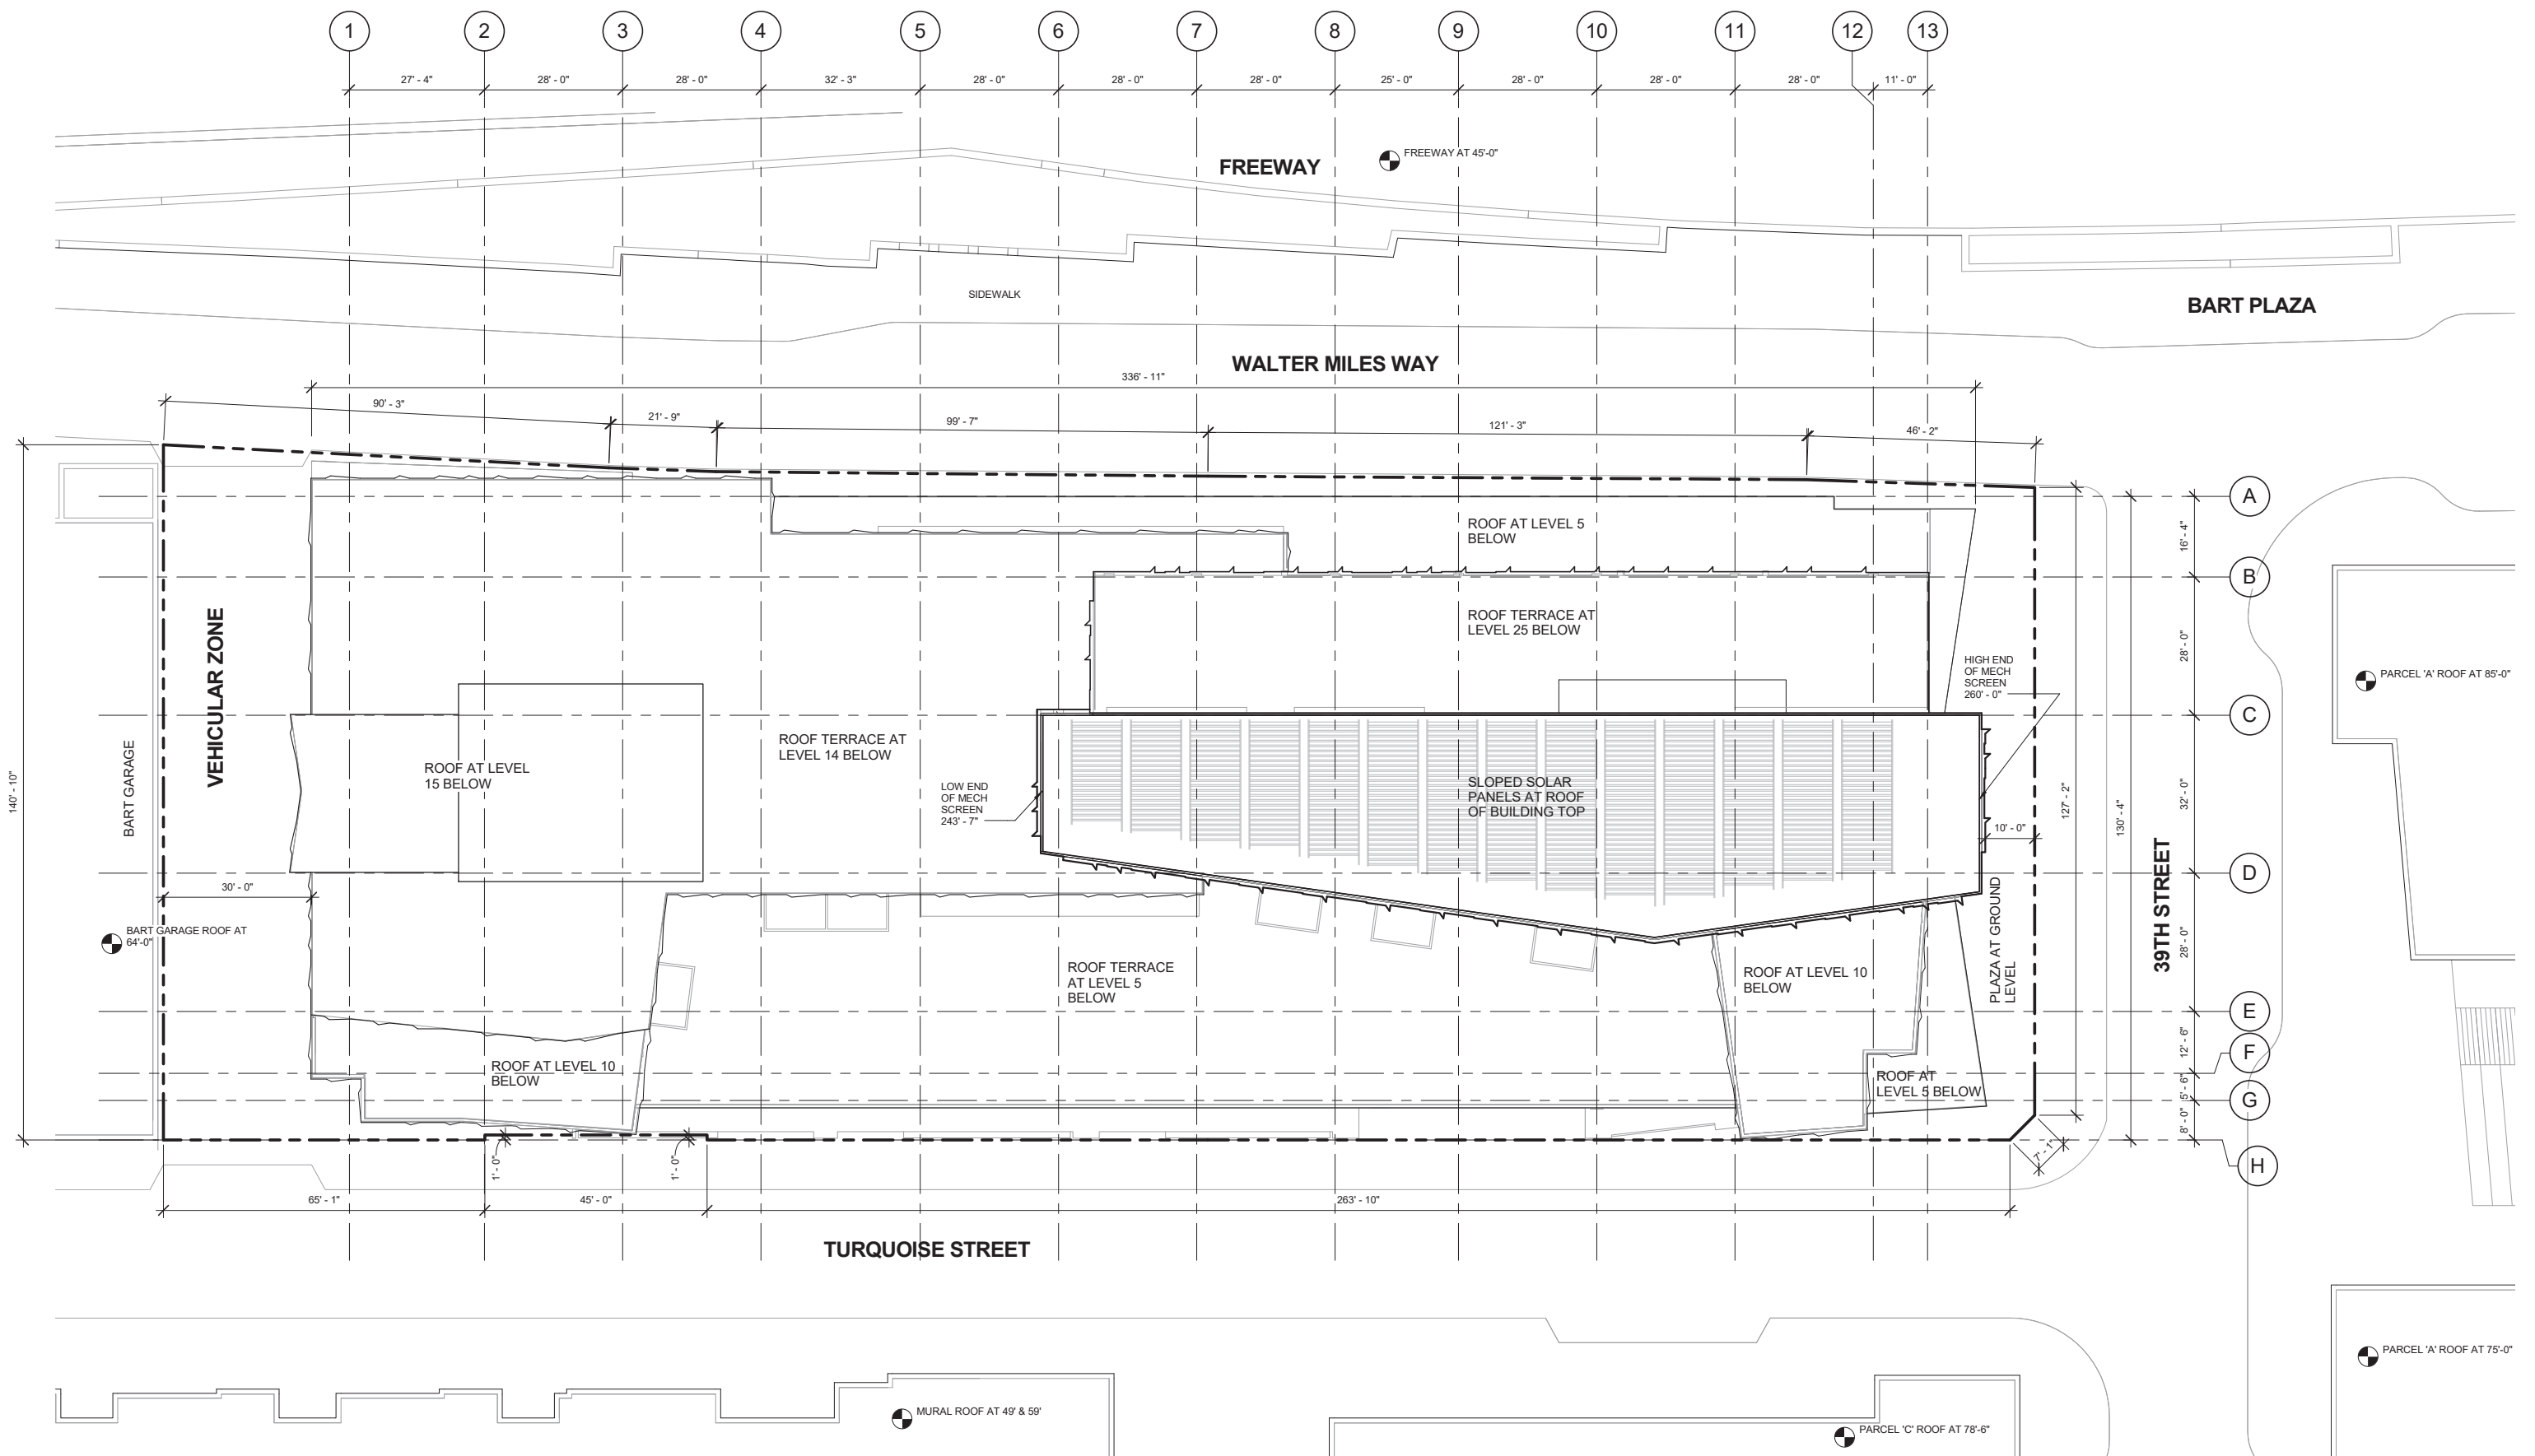 1 2 3 4 5 6 7 8 9 10 11 12 13
27' - 4" 28' - 0" 28' - 0" 32' - 3" 28' - 0" 28' - 0" 28' - 0" 25' - 0" 28' - 0" 28' - 0" 28' - 0" 11' - 0"
FREEWAY
FREEWAY AT 45'-0"
SIDEWALK
BART PLAZA
WALTER MILES WAY
336' - 11"
90' - 3" 21' - 9" 99' - 7" 121' - 3" 46' - 2"
A
16' - 4"
B
28' - 0"
C
32' - 0"
D
28' - 0"
E
12' - 6"
F
5' - 6"
G
8' - 0"
H
127' - 2"
130' - 4"
140' - 10"
ROOF AT LEVEL 5
BELOW
ROOF TERRACE AT
LEVEL 25 BELOW
HIGH END
OF MECH
SCREEN
260' - 0"
VEHICULAR ZONE
BART GARAGE
ROOF AT LEVEL
15 BELOW
ROOF TERRACE AT
LEVEL 14 BELOW
LOW END
OF MECH
SCREEN
243' - 7"
SLOPED SOLAR
PANELS AT ROOF
OF BUILDING TOP
10' - 0"
39TH STREET
PLAZA AT GROUND
LEVEL
PARCEL 'A' ROOF AT 85'-0"
30' - 0"
BART GARAGE ROOF AT
64'-0"
ROOF TERRACE
AT LEVEL 5
BELOW
ROOF AT LEVEL 10
BELOW
ROOF AT LEVEL 10
BELOW
ROOF AT
LEVEL 5 BELOW
1' - 0"
1' - 0"
7' - 1"
65' - 1" 45' - 0" 263' - 10"
TURQUOISE STREET
PARCEL 'A' ROOF AT 75'-0"
MURAL ROOF AT 49' & 59'
PARCEL 'C' ROOF AT 78'-6"